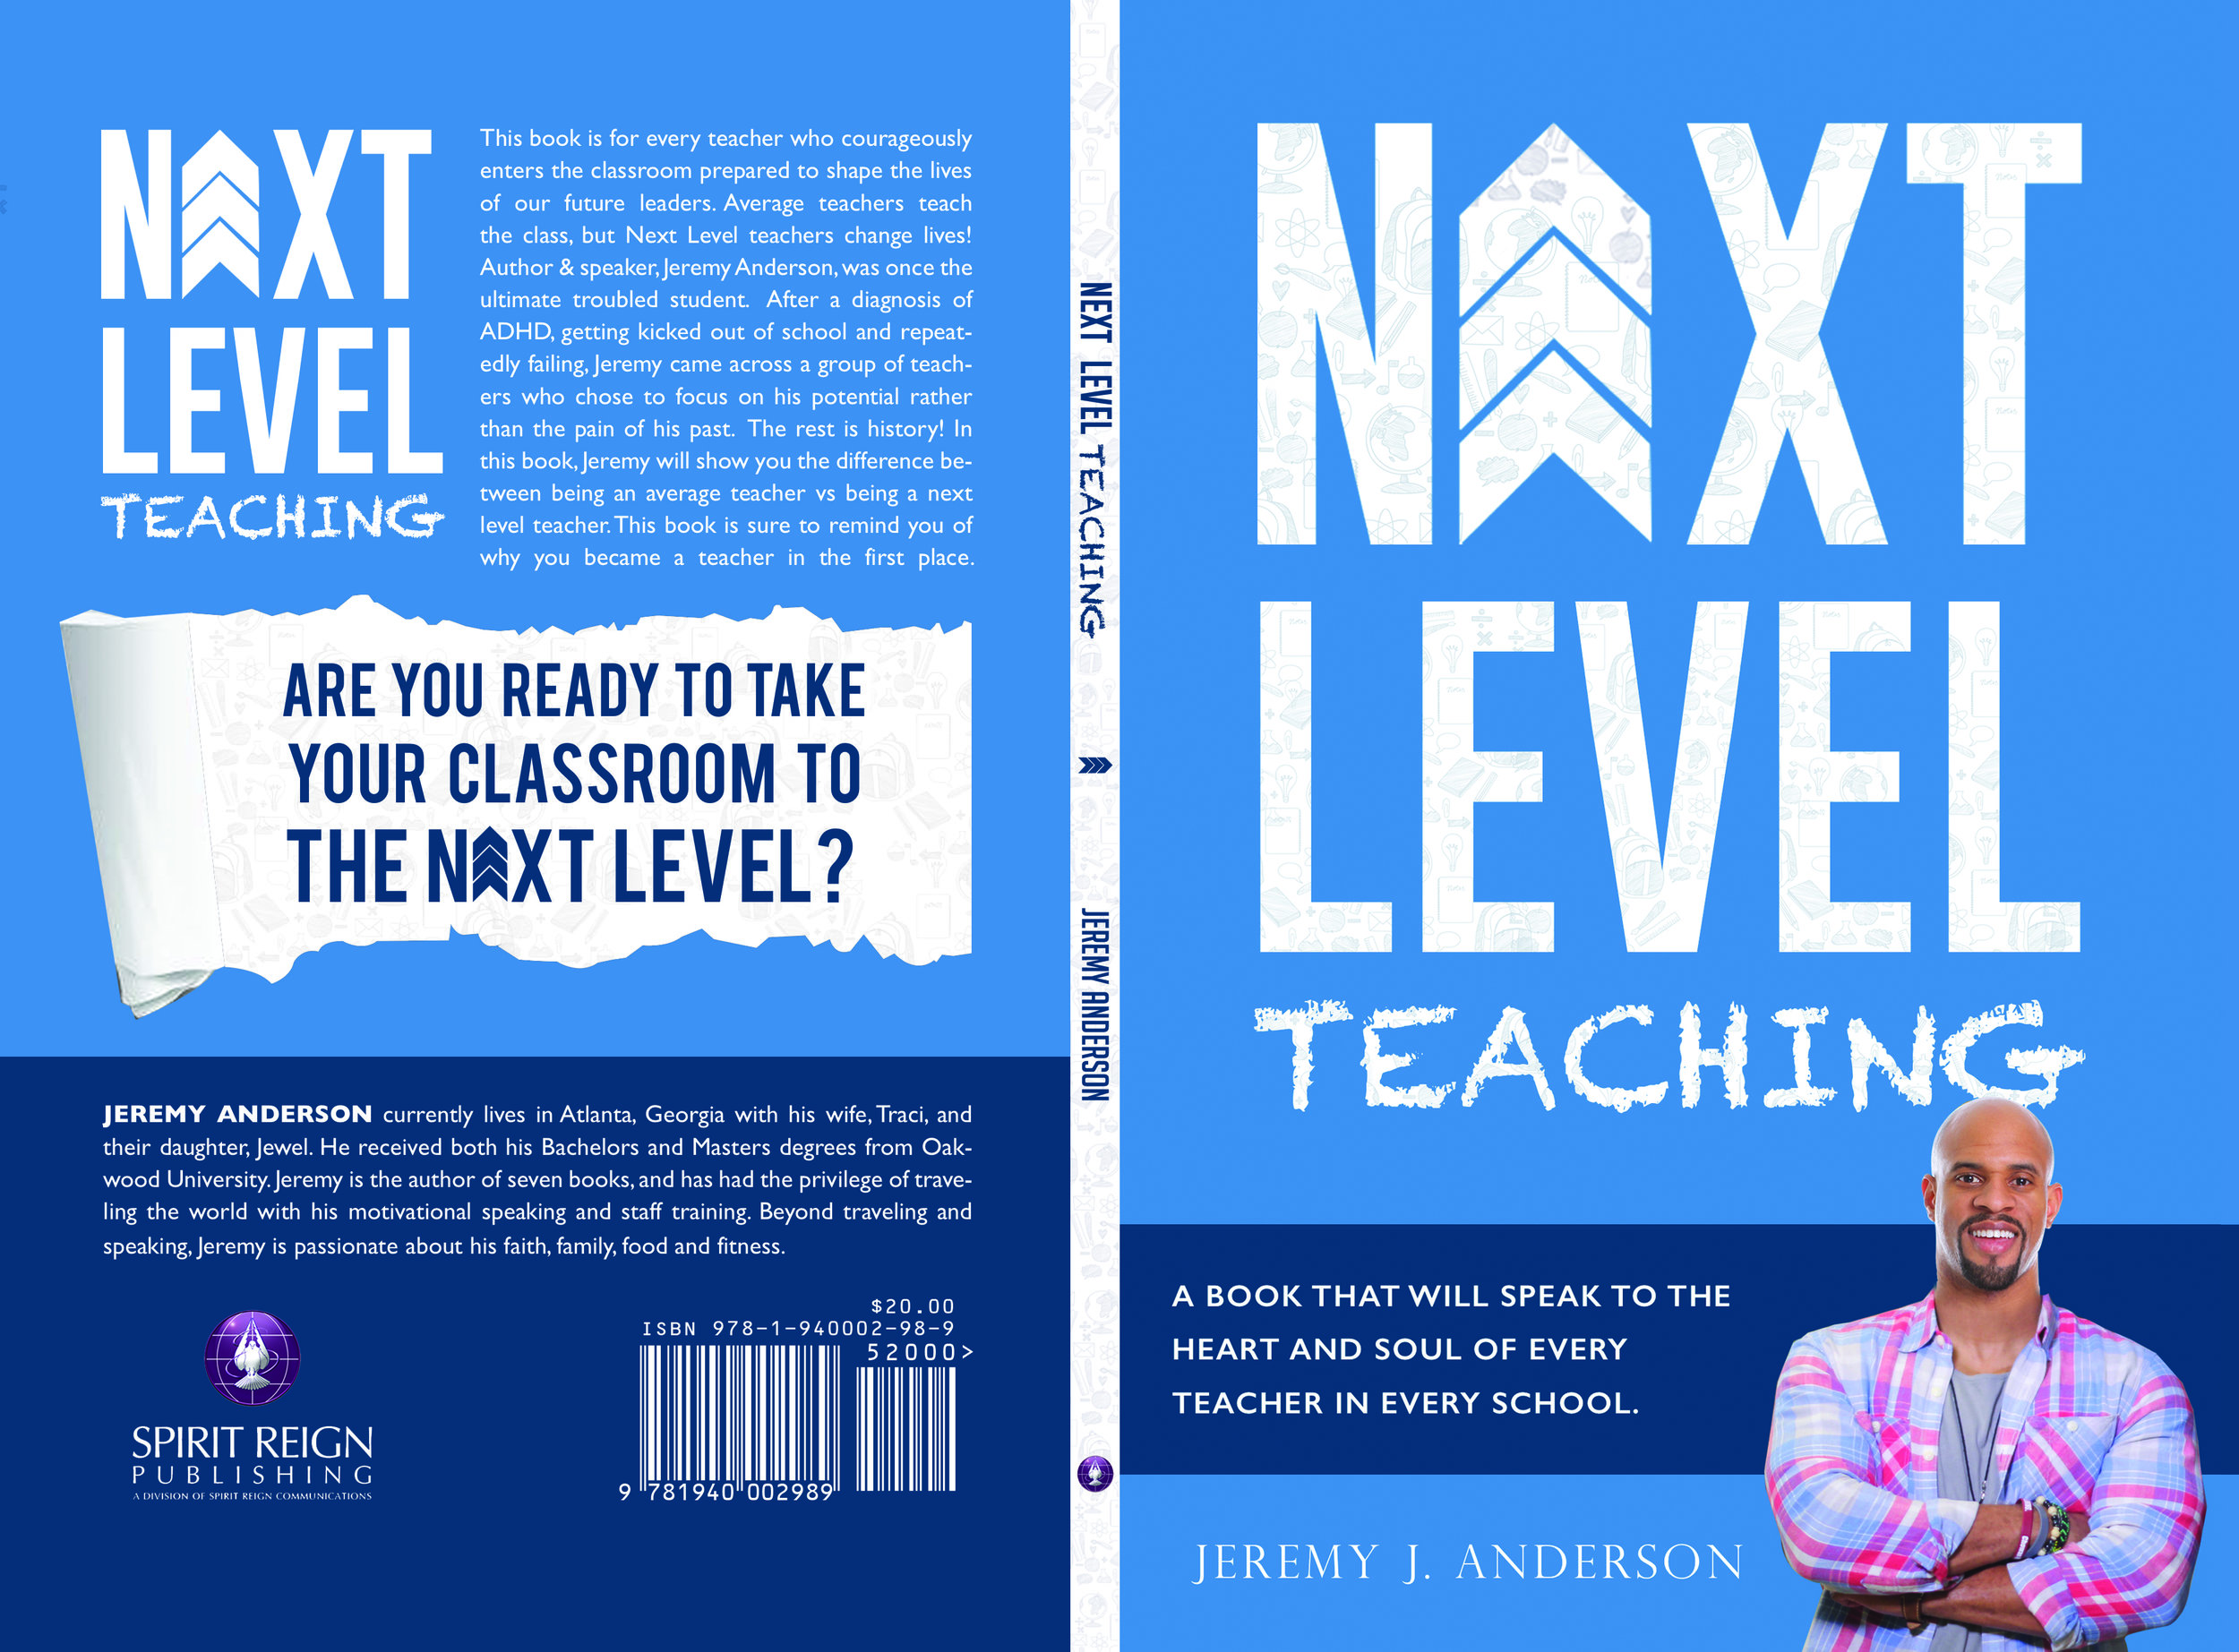 NEXT
LEVEL
TEACHING
This book is for every teacher who courageously
enters the classroom prepared to shape the lives
of our future leaders. Average teachers teach
the class, but Next Level teachers change lives!
Author & speaker, Jeremy Anderson, was once the
ultimate troubled student. After a diagnosis of
ADHD, getting kicked out of school and repeat-
edly failing, Jeremy came across a group of teach-
ers who chose to focus on his potential rather
than the pain of his past. The rest is history! In
this book, Jeremy will show you the difference be-
tween being an average teacher vs being a next
level teacher. This book is sure to remind you of
why you became a teacher in the first place.
ARE YOU READY TO TAKE
YOUR CLASSROOM TO
THE NEXT LEVEL?
JEREMY ANDERSON currently lives in Atlanta, Georgia with his wife, Traci, and
their daughter, Jewel. He received both his Bachelors and Masters degrees from Oak-
wood University. Jeremy is the author of seven books, and has had the privilege of trave-
ling the world with his motivational speaking and staff training. Beyond traveling and
speaking, Jeremy is passionate about his faith, family, food and fitness.
SPIRIT REIGN
PUBLISHING
A DIVISION OF SPIRIT REIGN COMMUNICATIONS
$20.00
ISBN 978-1-940002-98-9
52000>
9 781940 002989
NEXT LEVEL TEACHING
JEREMY ANDERSON
NEXT
LEVEL
TEACHING
A BOOK THAT WILL SPEAK TO THE
HEART AND SOUL OF EVERY
TEACHER IN EVERY SCHOOL.
JEREMY J. ANDERSON